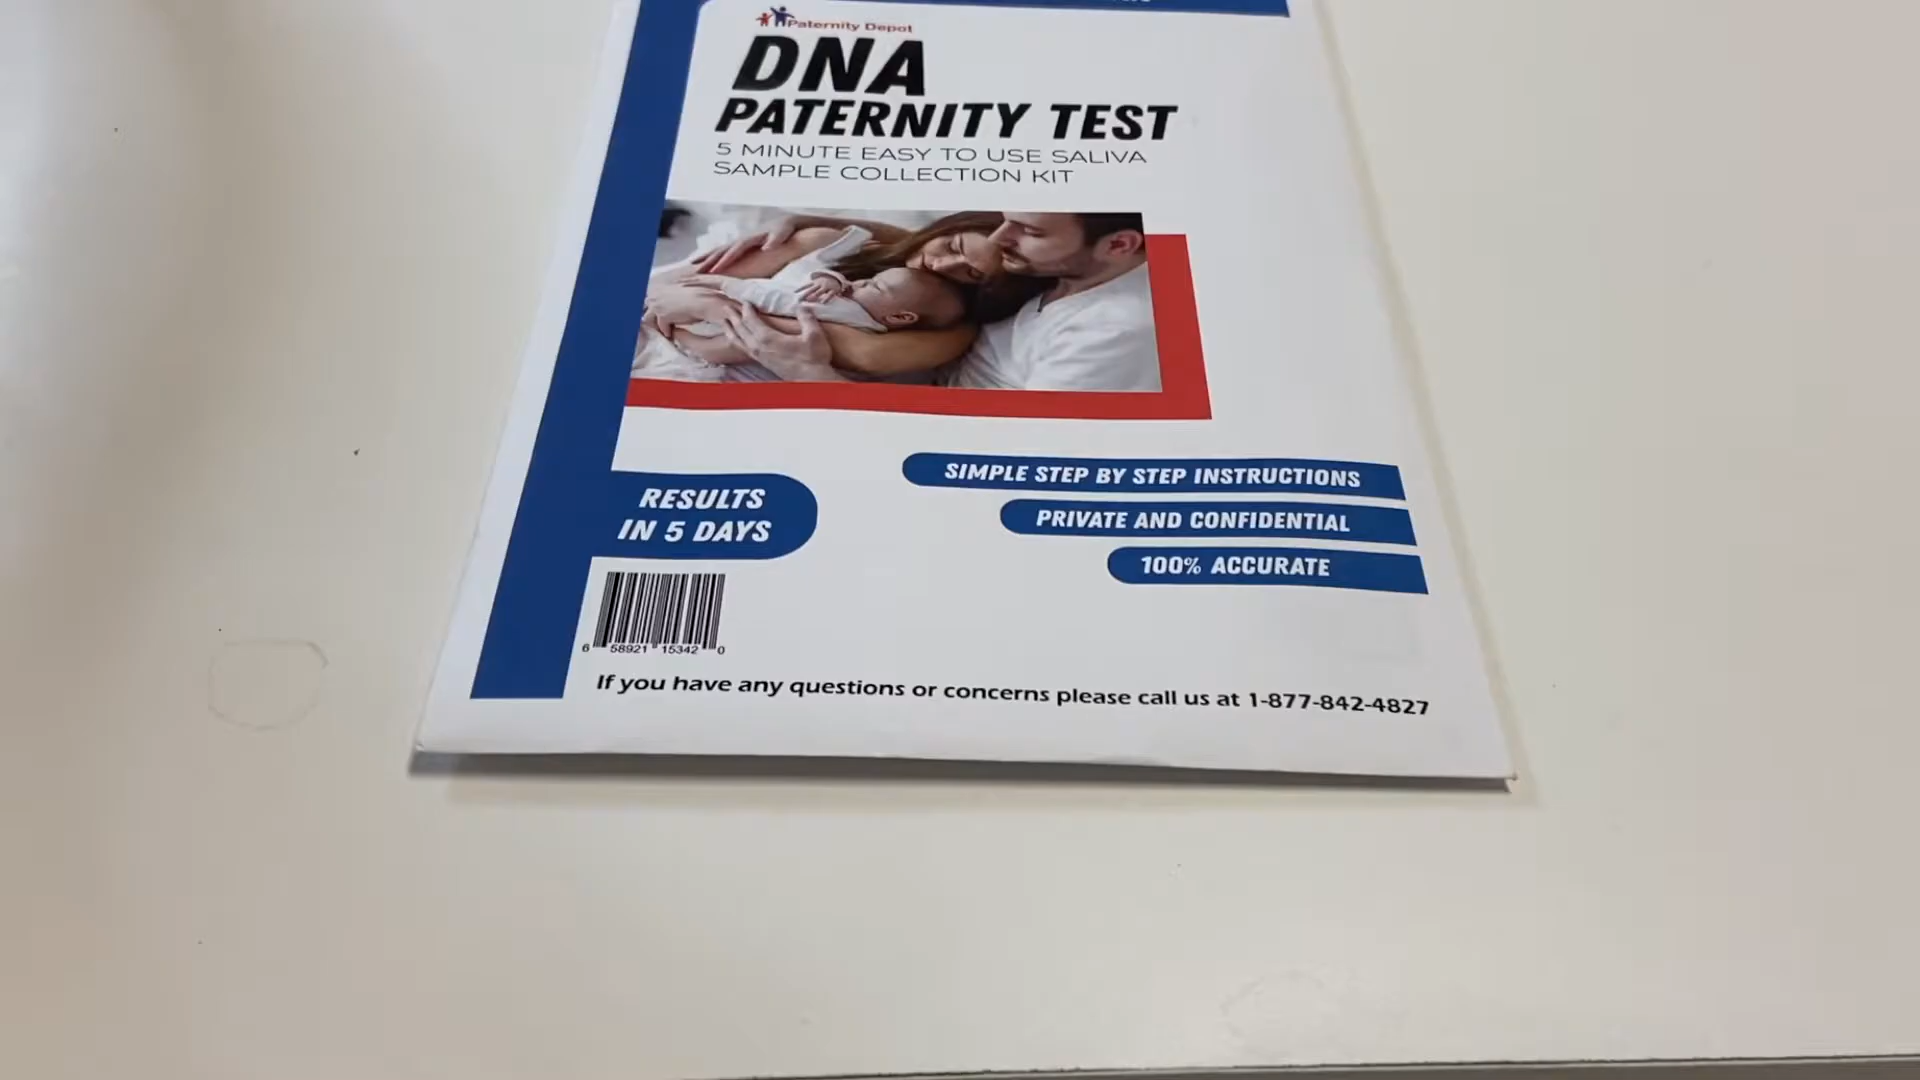 Paternity Depot
DNA
PATERNITY TEST
5 MINUTE EASY TO USE SALIVA
SAMPLE COLLECTION KIT
SIMPLE STEP BY STEP INSTRUCTIONS
PRIVATE AND CONFIDENTIAL
100% ACCURATE
RESULTS
IN 5 DAYS
6 58921 15342 0
If you have any questions or concerns please call us at 1-877-842-4827